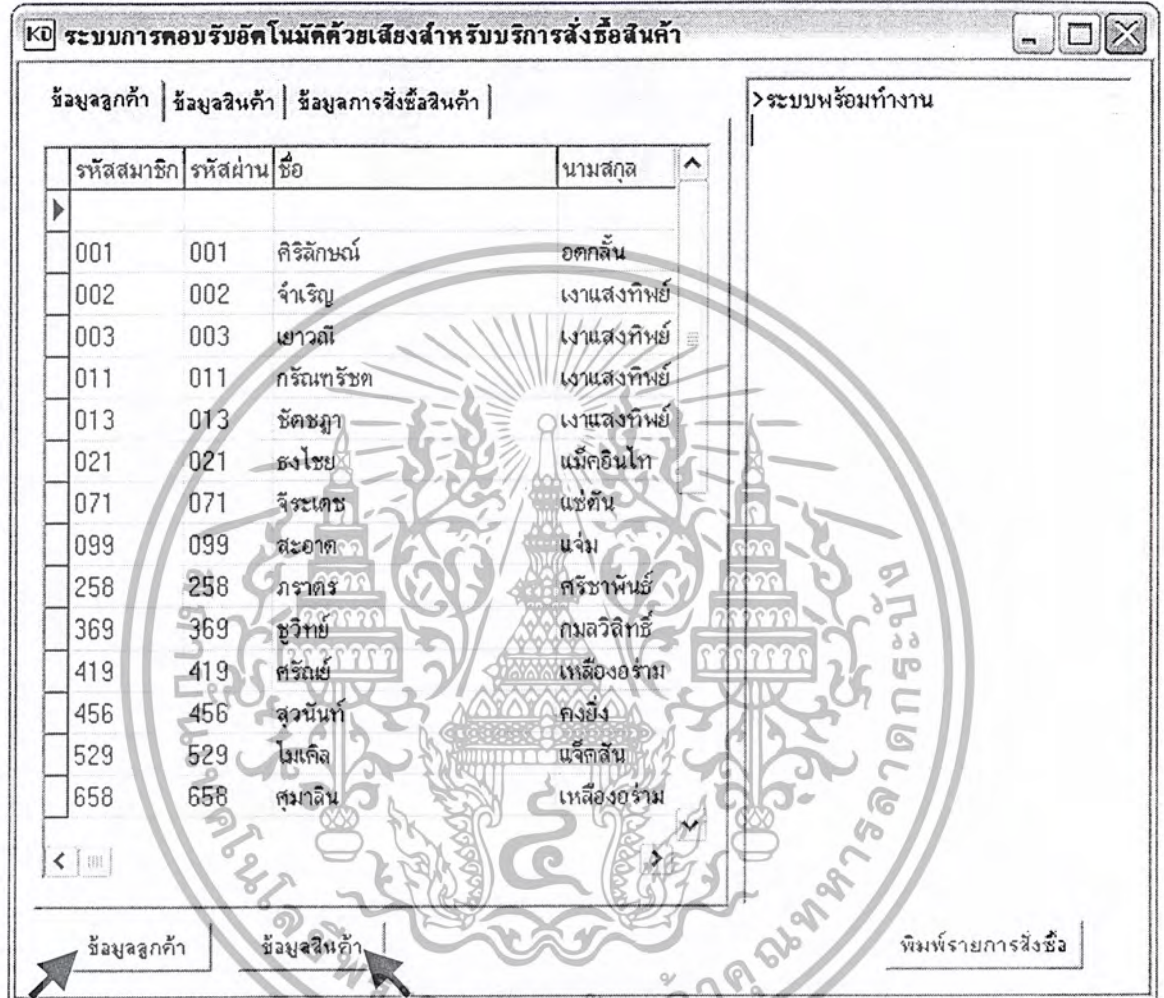 KD ระบบการตอบรับอัตโนมัติด้วยเสียงสำหรับบริการสั่งซื้อสินค้า
ข้อมูลลูกค้า ข้อมูลสินค้า ข้อมูลการสั่งซื้อสินค้า
>ระบบพร้อมทำงาน
รหัสสมาชิก รหัสผ่าน ชื่อ นามสกุล
001 001 ศิริลักษณ์ อตกลั้น
002 002 จำเริญ เงาแสงทิพย์
003 003 เยาวณี เงาแสงทิพย์
011 011 กรัณฑรัชต เงาแสงทิพย์
013 013 ชัตชฎา เงาแสงทิพย์
021 021 ธงไชย แม็คอินไท
071 071 จีระเดช แซ่ตัน
099 099 สะอาด แจ่ม
258 258 ภราดร ศรีชาพันธ์
369 369 ชูวิทย์ กมลวิสิทธิ์
419 419 ศรัณย์ เหลืองอร่าม
456 456 สุวนันท์ คงยิ่ง
529 529 ไมเคิล แจ็คสัน
658 658 ศุมาลิน เหลืองอร่าม
ข้อมูลลูกค้า ข้อมูลสินค้า พิมพ์รายการสั่งซื้อ